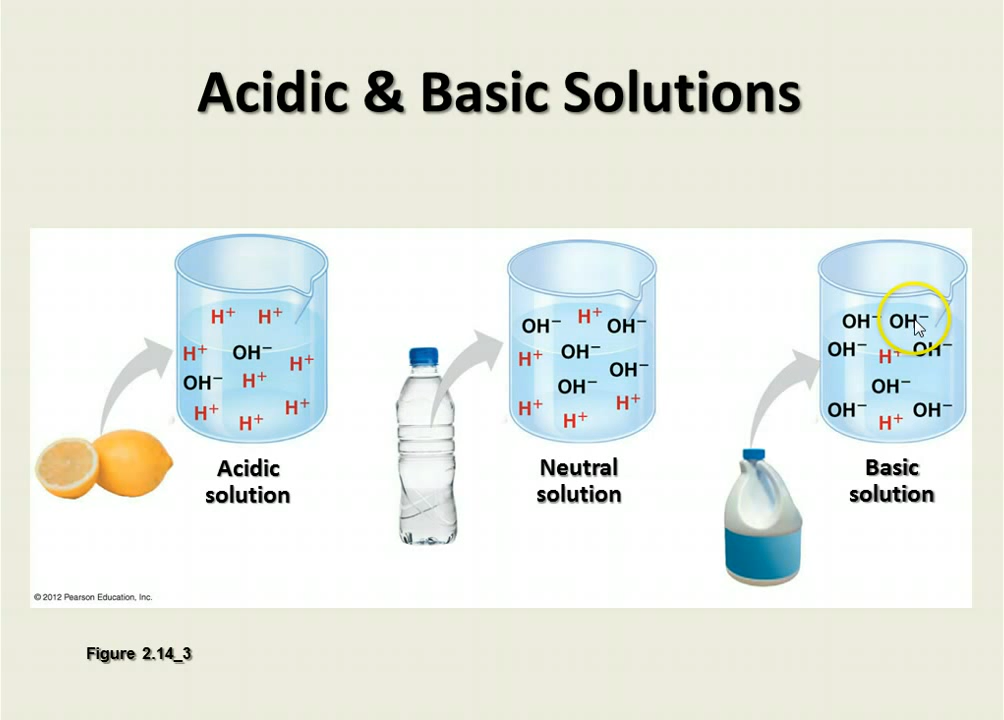 Acidic & Basic Solutions
H⁺ H⁺
H⁺ OH⁻ H⁺
OH⁻ H⁺
H⁺ H⁺ H⁺
OH⁻ H⁺ OH⁻
H⁺ OH⁻ OH⁻
OH⁻
H⁺ H⁺ H⁺
OH⁻ OH⁻
OH⁻ H⁺ OH⁻
OH⁻
OH⁻ H⁺ OH⁻
Acidic
solution
Neutral
solution
Basic
solution
© 2012 Pearson Education, Inc.
Figure 2.14_3